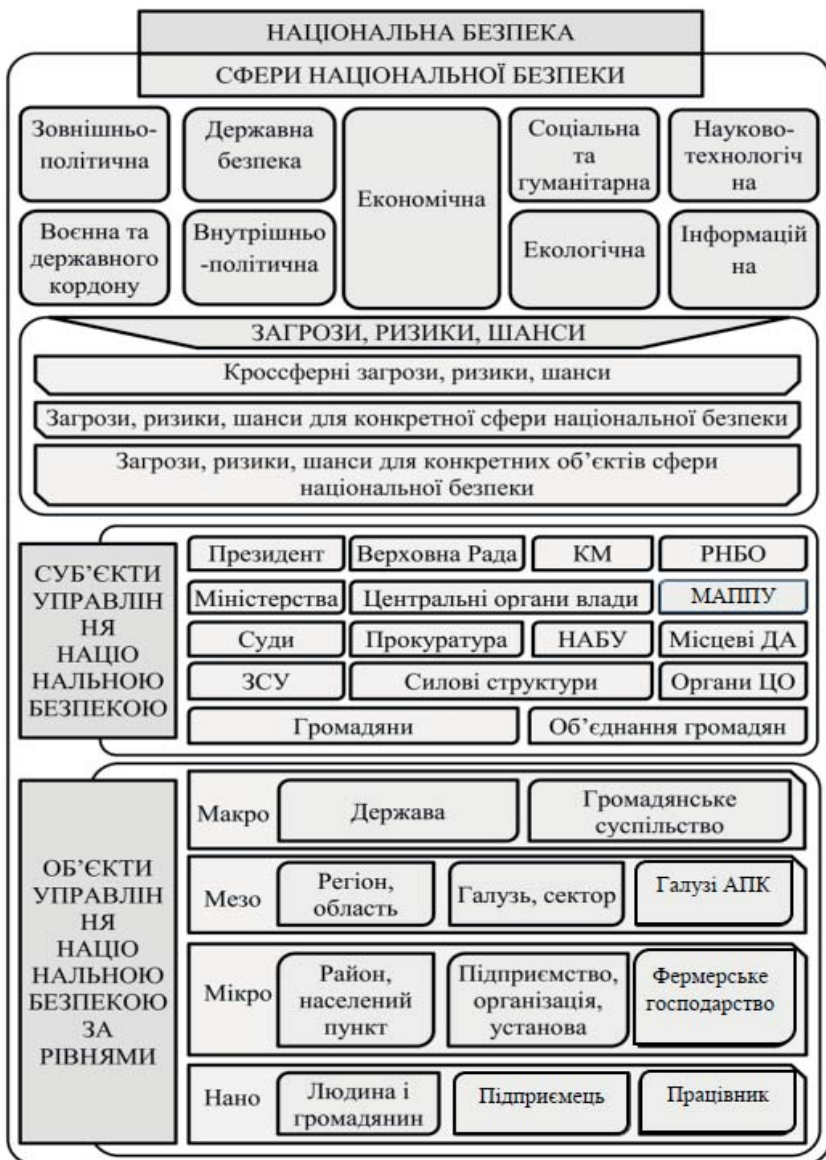 НАЦІОНАЛЬНА БЕЗПЕКА
СФЕРИ НАЦІОНАЛЬНОЇ БЕЗПЕКИ
Зовнішньо-
політична
Державна
безпека
Економічна
Соціальна
та
гуманітарна
Науково-
технологіч
на
Воєнна та
державного
кордону
Внутрішньо
-політична
Екологічна
Інформацій
на
ЗАГРОЗИ, РИЗИКИ, ШАНСИ
Кроссферні загрози, ризики, шанси
Загрози, ризики, шанси для конкретної сфери національної безпеки
Загрози, ризики, шанси для конкретних об’єктів сфери
національної безпеки
СУБ’ЄКТИ
УПРАВЛІН
НЯ
НАЦІО
НАЛЬНОЮ
БЕЗПЕКОЮ
Президент
Верховна Рада
КМ
РНБО
Міністерства
Центральні органи влади
МАППУ
Суди
Прокуратура
НАБУ
Місцеві ДА
ЗСУ
Силові структури
Органи ЦО
Громадяни
Об’єднання громадян
ОБ’ЄКТИ
УПРАВЛІН
НЯ
НАЦІО
НАЛЬНОЮ
БЕЗПЕКОЮ
ЗА
РІВНЯМИ
Макро
Держава
Громадянське
суспільство
Мезо
Регіон,
область
Галузь, сектор
Галузі АПК
Мікро
Район,
населений
пункт
Підприємство,
організація,
установа
Фермерське
господарство
Нано
Людина і
громадянин
Підприємець
Працівник